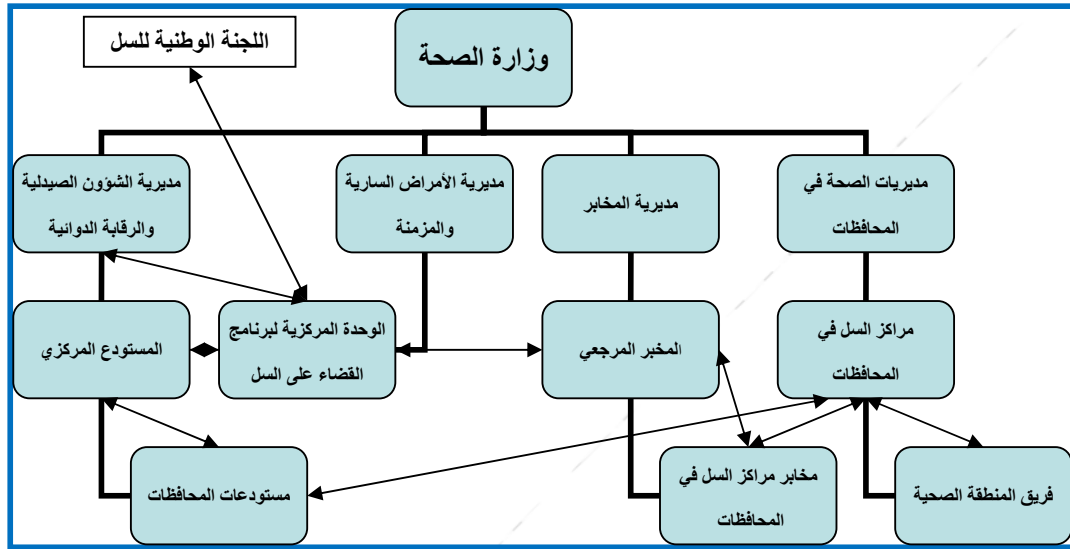 اللجنة الوطنية للسل
وزارة الصحة
مديريات الصحة في
المحافظات
مديرية المخابر
مديرية الأمراض السارية
والمزمنة
مديرية الشؤون الصيدلية
والرقابة الدوائية
مراكز السل في
المحافظات
المخبر المرجعي
الوحدة المركزية لبرنامج
القضاء على السل
المستودع المركزي
فريق المنطقة الصحية
مخابر مراكز السل في
المحافظات
مستودعات المحافظات